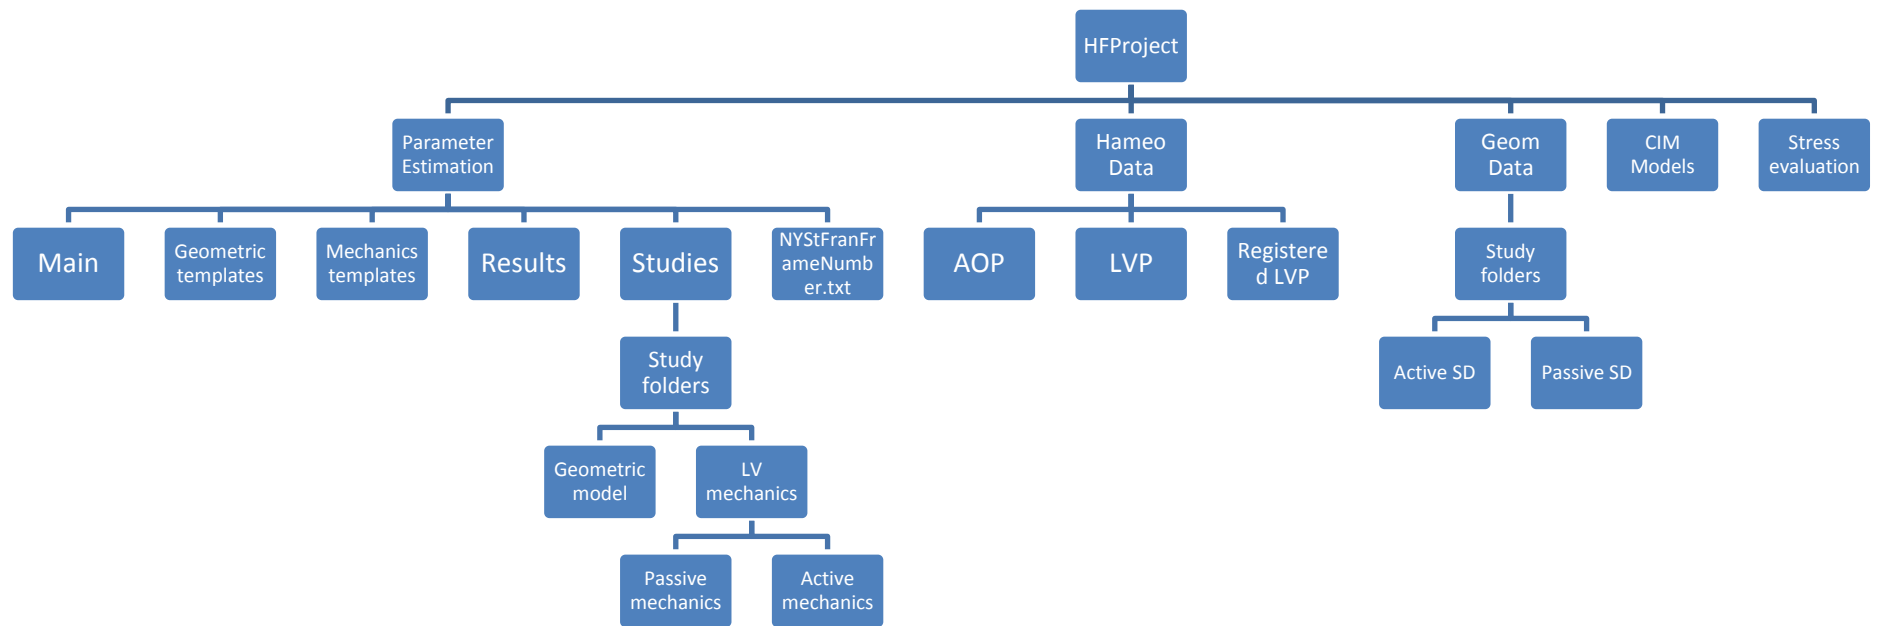 HFProject
Parameter
Estimation
Hameo
Data
Geom
Data
CIM
Models
Stress
evaluation
Main
Geometric
templates
Mechanics
templates
Results
Studies
NYStFranFr
ameNumb
er.txt
AOP
LVP
Registere
d LVP
Study
folders
Study
folders
Active SD
Passive SD
Geometric
model
LV
mechanics
Passive
mechanics
Active
mechanics